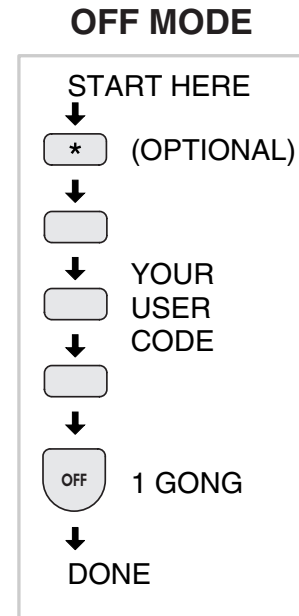 OFF MODE
START HERE
* (OPTIONAL)
YOUR
USER
CODE
OFF 1 GONG
DONE